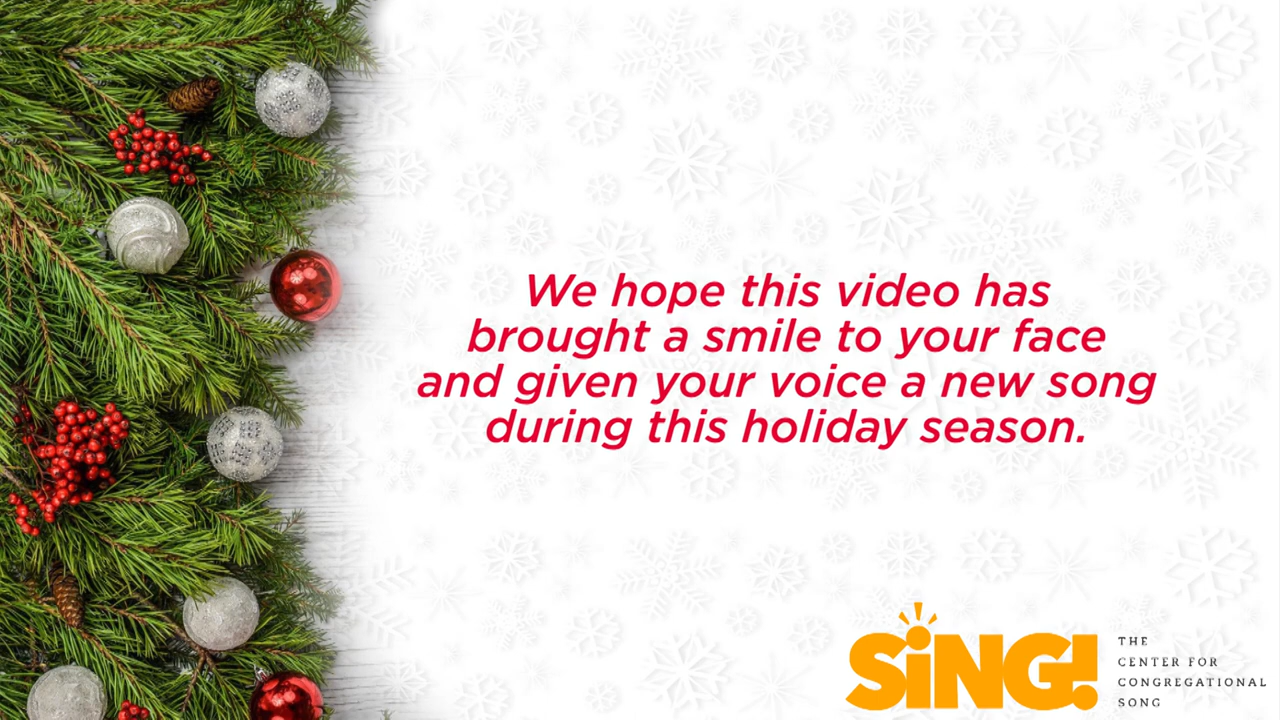 We hope this video has
brought a smile to your face
and given your voice a new song
during this holiday season.
SiNG!
THE
CENTER FOR
CONGREGATIONAL
SONG